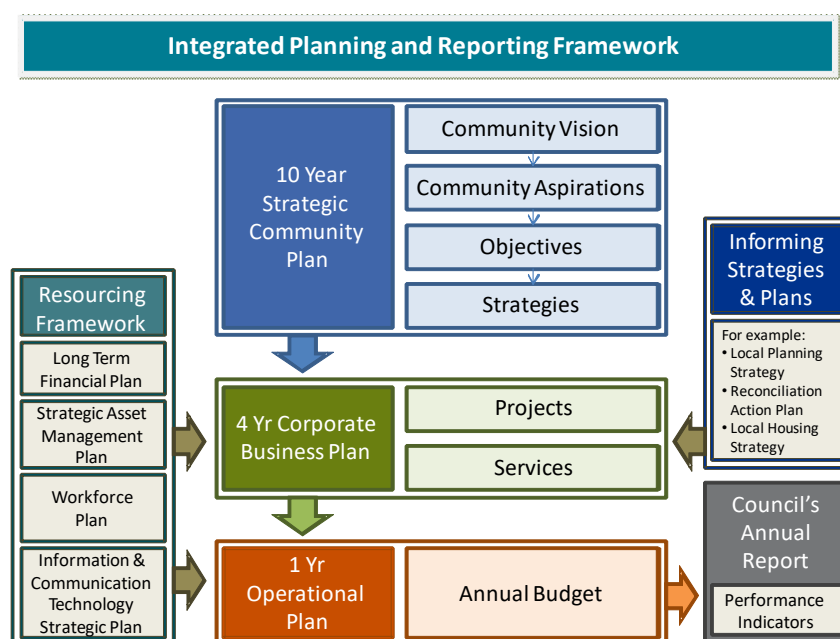 Integrated Planning and Reporting Framework
10 Year
Strategic
Community
Plan
Community Vision
Community Aspirations
Objectives
Strategies
Resourcing
Framework
Long Term
Financial Plan
Strategic Asset
Management
Plan
Workforce
Plan
Information &
Communication
Technology
Strategic Plan
4 Yr Corporate
Business Plan
Projects
Services
1 Yr
Operational
Plan
Annual Budget
Informing
Strategies
& Plans
For example:
• Local Planning
Strategy
• Reconciliation
Action Plan
• Local Housing
Strategy
Council's
Annual
Report
Performance
Indicators